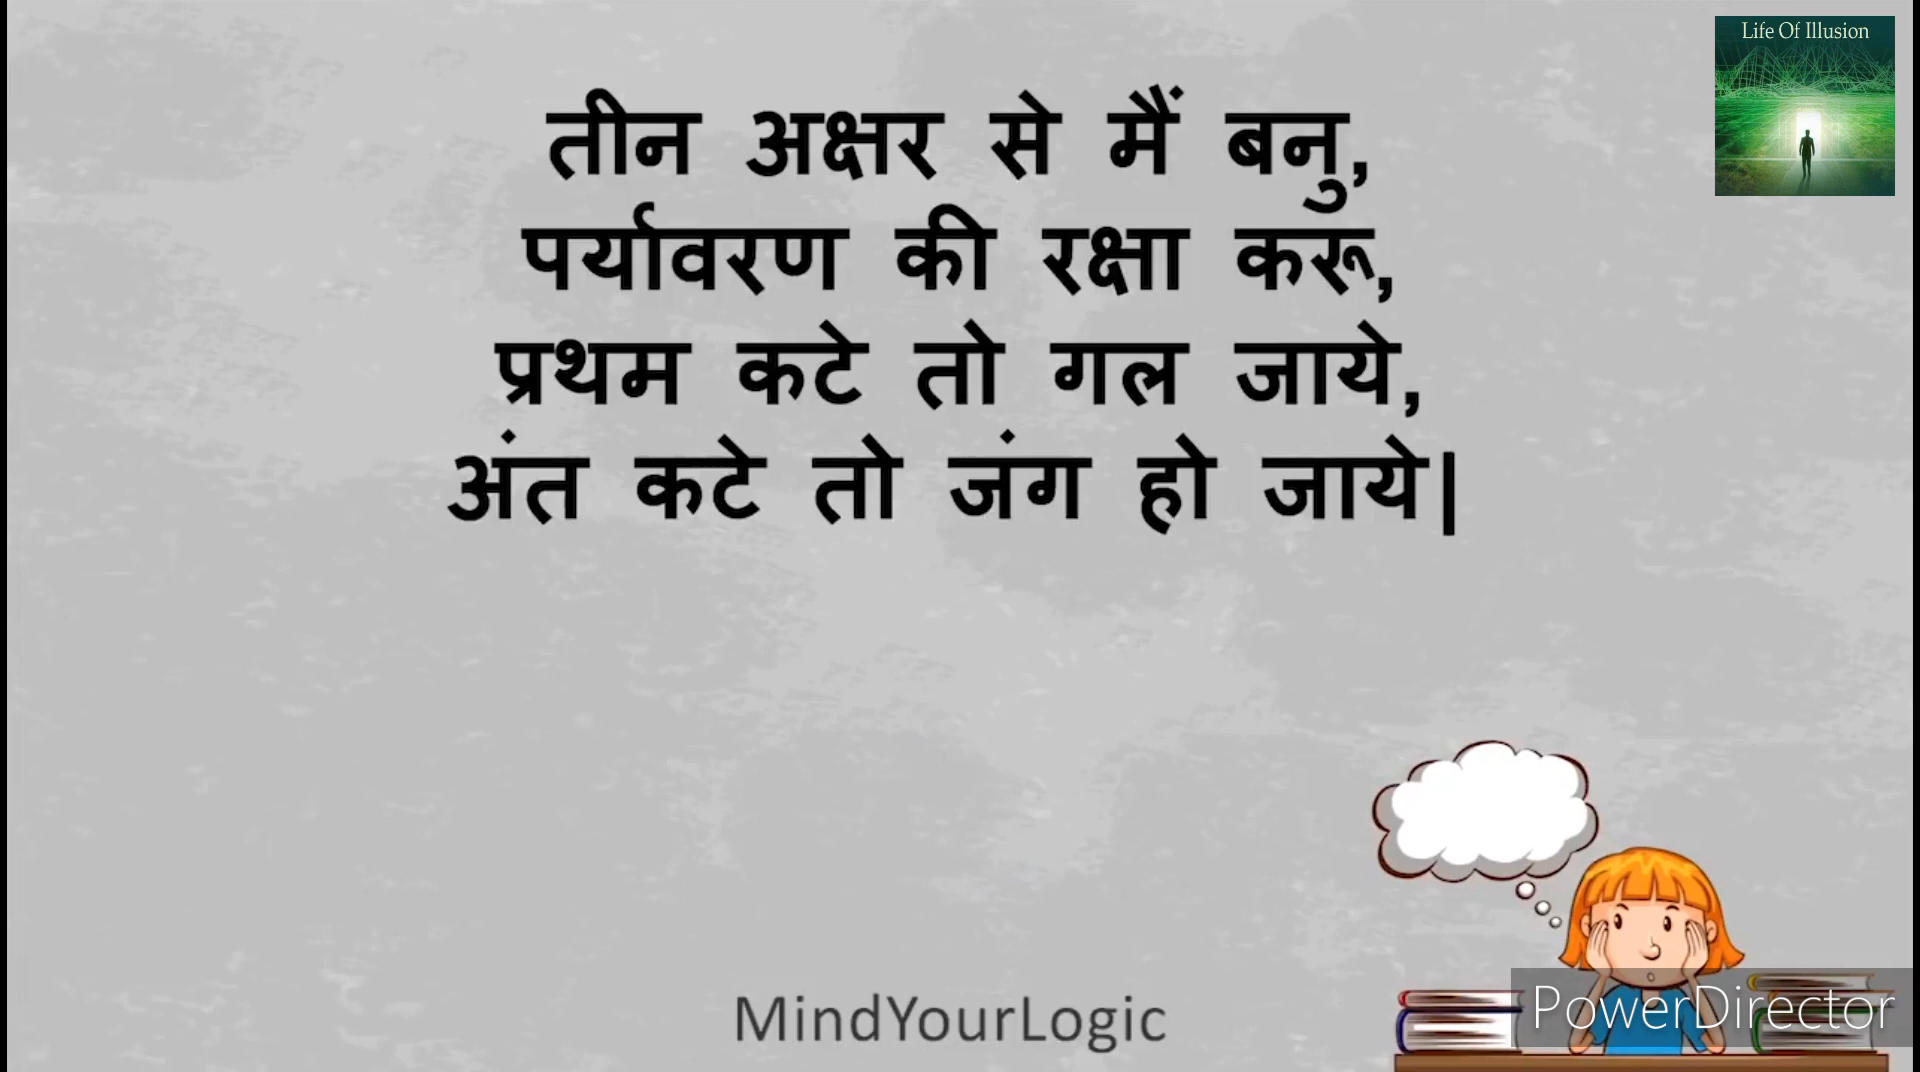 Life Of Illusion
तीन अक्षर से मैं बनु,
पर्यावरण की रक्षा करू,
प्रथम कटे तो गल जाये,
अंत कटे तो जंग हो जाये|
MindYourLogic
PowerDirector